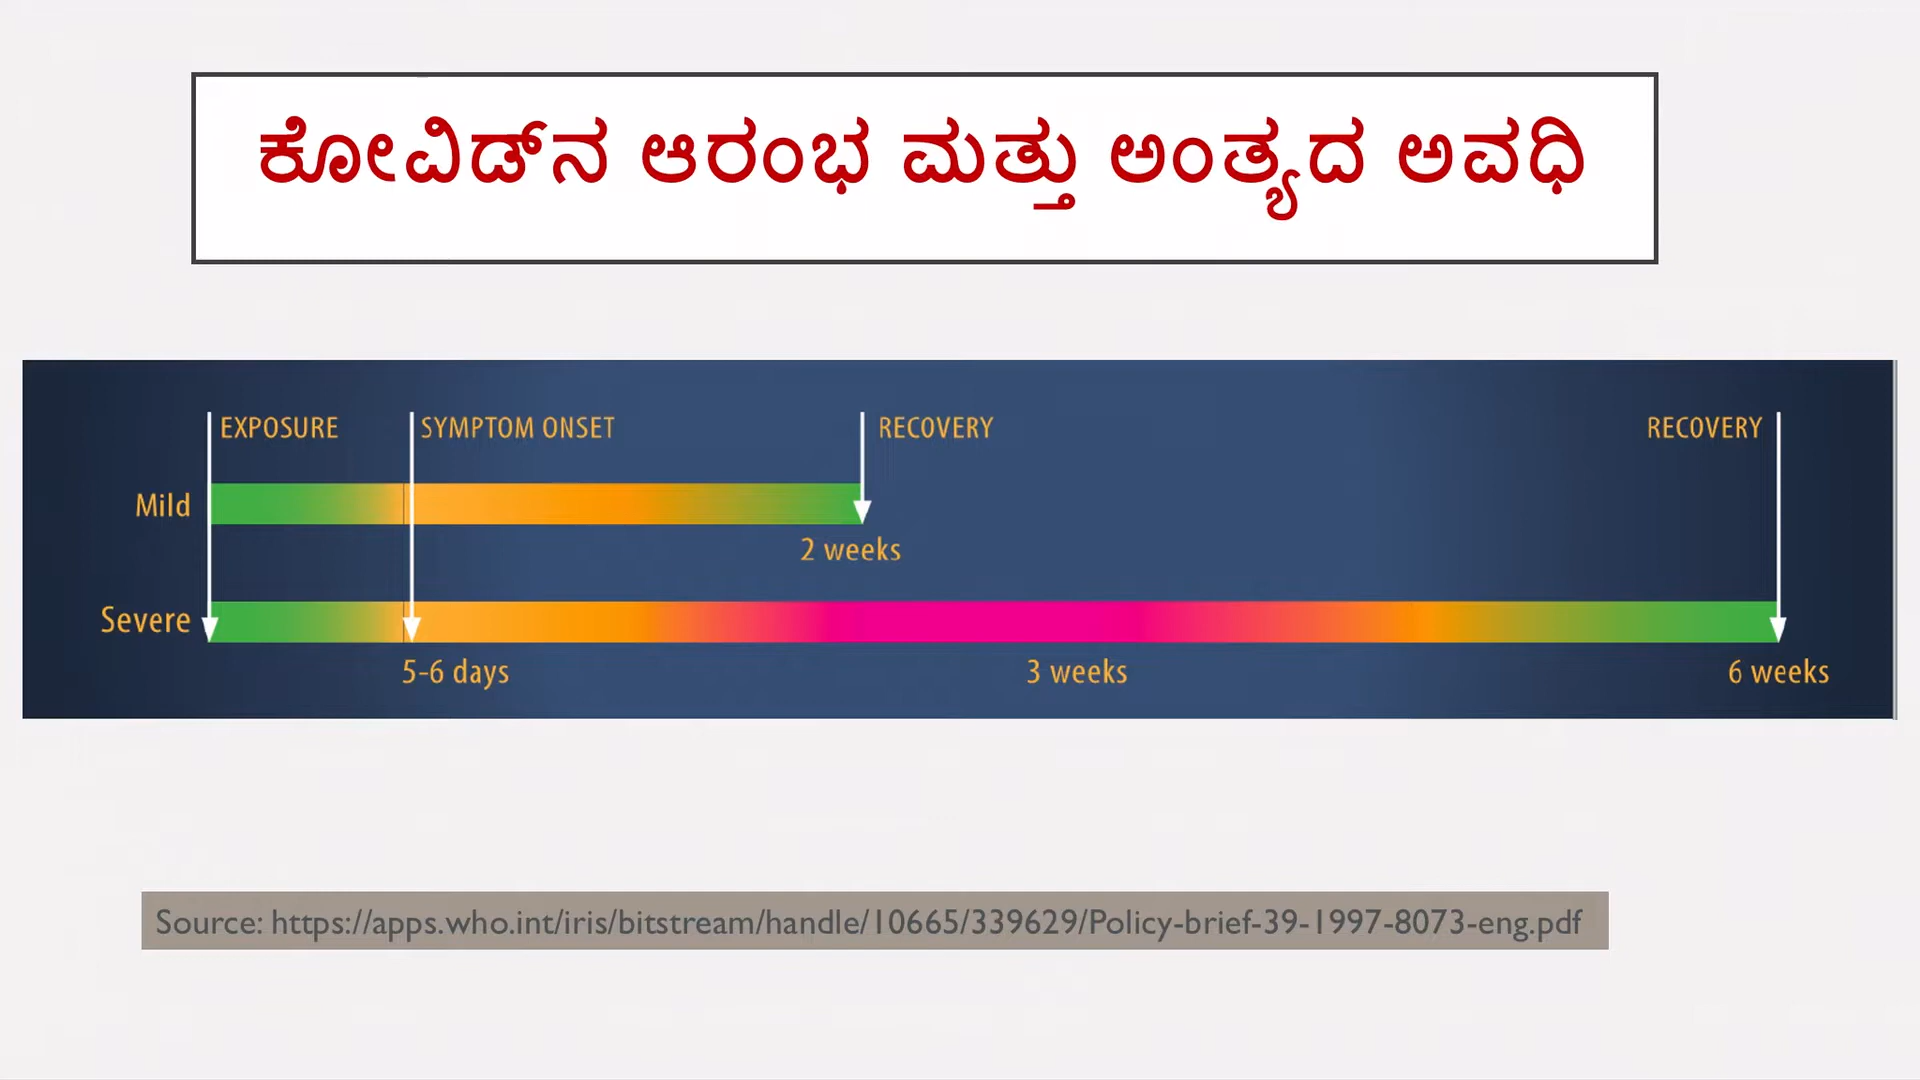 ಕೋವಿಡ್‌ನ ಆರಂಭ ಮತ್ತು ಅಂತ್ಯದ ಅವಧಿ
EXPOSURE SYMPTOM ONSET RECOVERY RECOVERY
Mild
2 weeks
Severe
5-6 days 3 weeks 6 weeks
Source: https://apps.who.int/iris/bitstream/handle/10665/339629/Policy-brief-39-1997-8073-eng.pdf